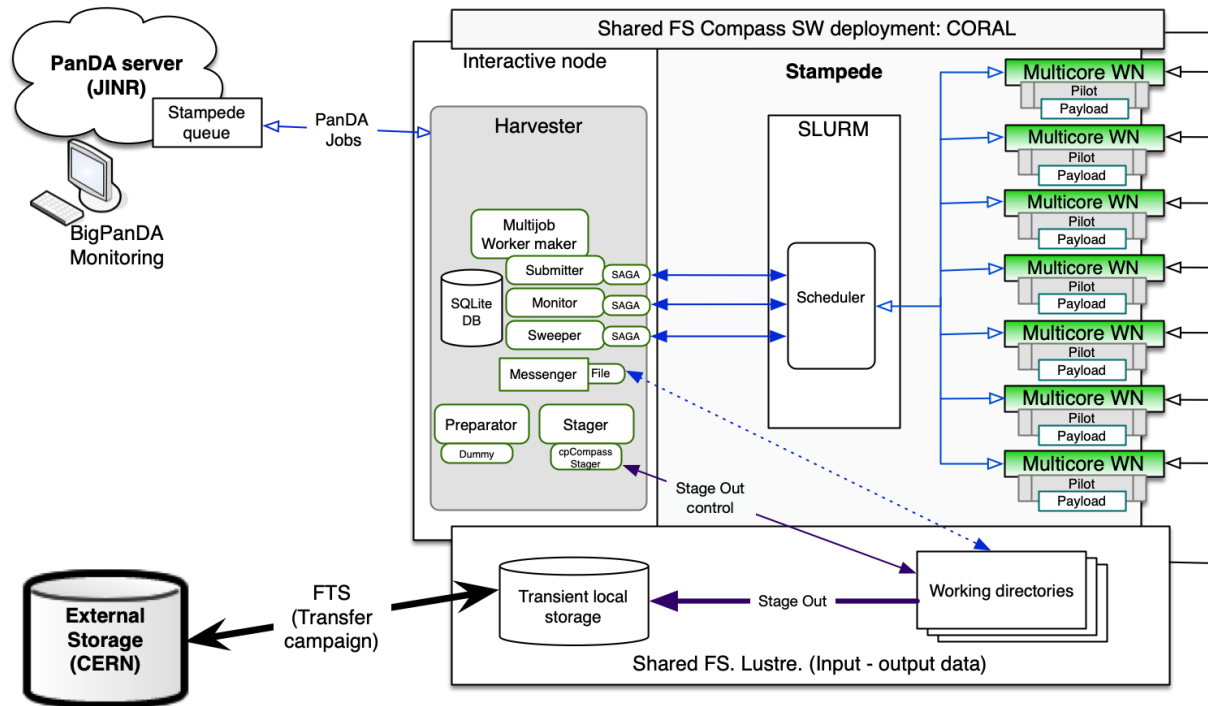 Shared FS Compass SW deployment: CORAL
PanDA server
(JINR)
Stampede
queue
PanDA
Jobs
BigPanDA
Monitoring
Interactive node
Harvester
Multijob
Worker maker
Submitter
SAGA
SQLite
DB
Monitor
SAGA
Sweeper
SAGA
Messenger
File
Preparator
Dummy
Stager
cpCompass
Stager
Stampede
SLURM
Scheduler
Multicore WN
Pilot
Payload
Multicore WN
Pilot
Payload
Multicore WN
Pilot
Payload
Multicore WN
Pilot
Payload
Multicore WN
Pilot
Payload
Multicore WN
Pilot
Payload
Multicore WN
Pilot
Payload
Stage Out
control
External
Storage
(CERN)
FTS
(Transfer
campaign)
Transient local
storage
Stage Out
Working directories
Shared FS. Lustre. (Input - output data)